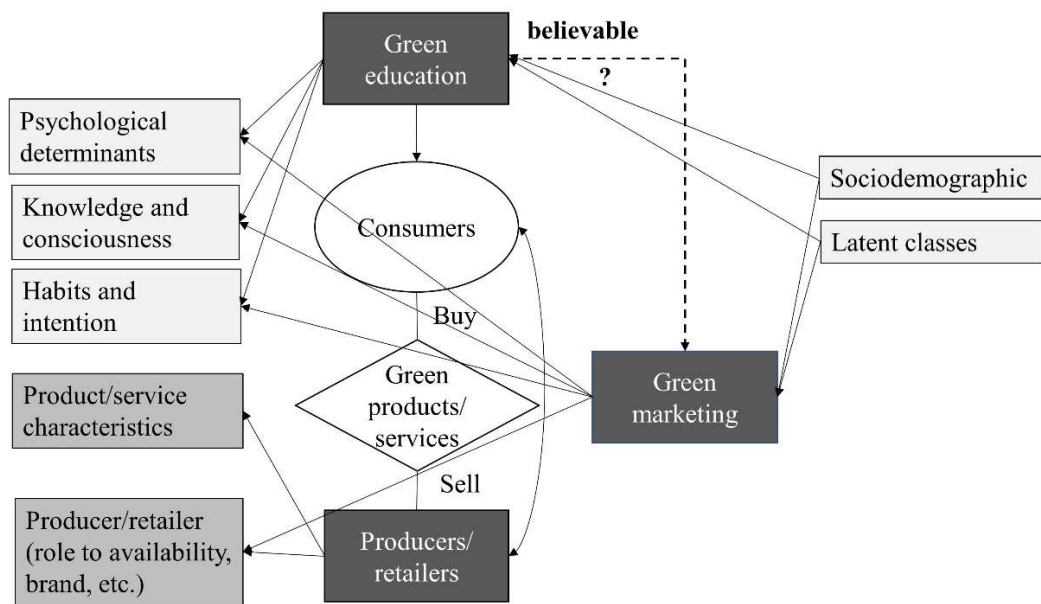 believable
?
Green
education
Psychological
determinants
Knowledge and
consciousness
Habits and
intention
Product/service
characteristics
Producer/retailer
(role to availability,
brand, etc.)
Consumers
Buy
Green
products/
services
Sell
Producers/
retailers
Green
marketing
Sociodemographic
Latent classes